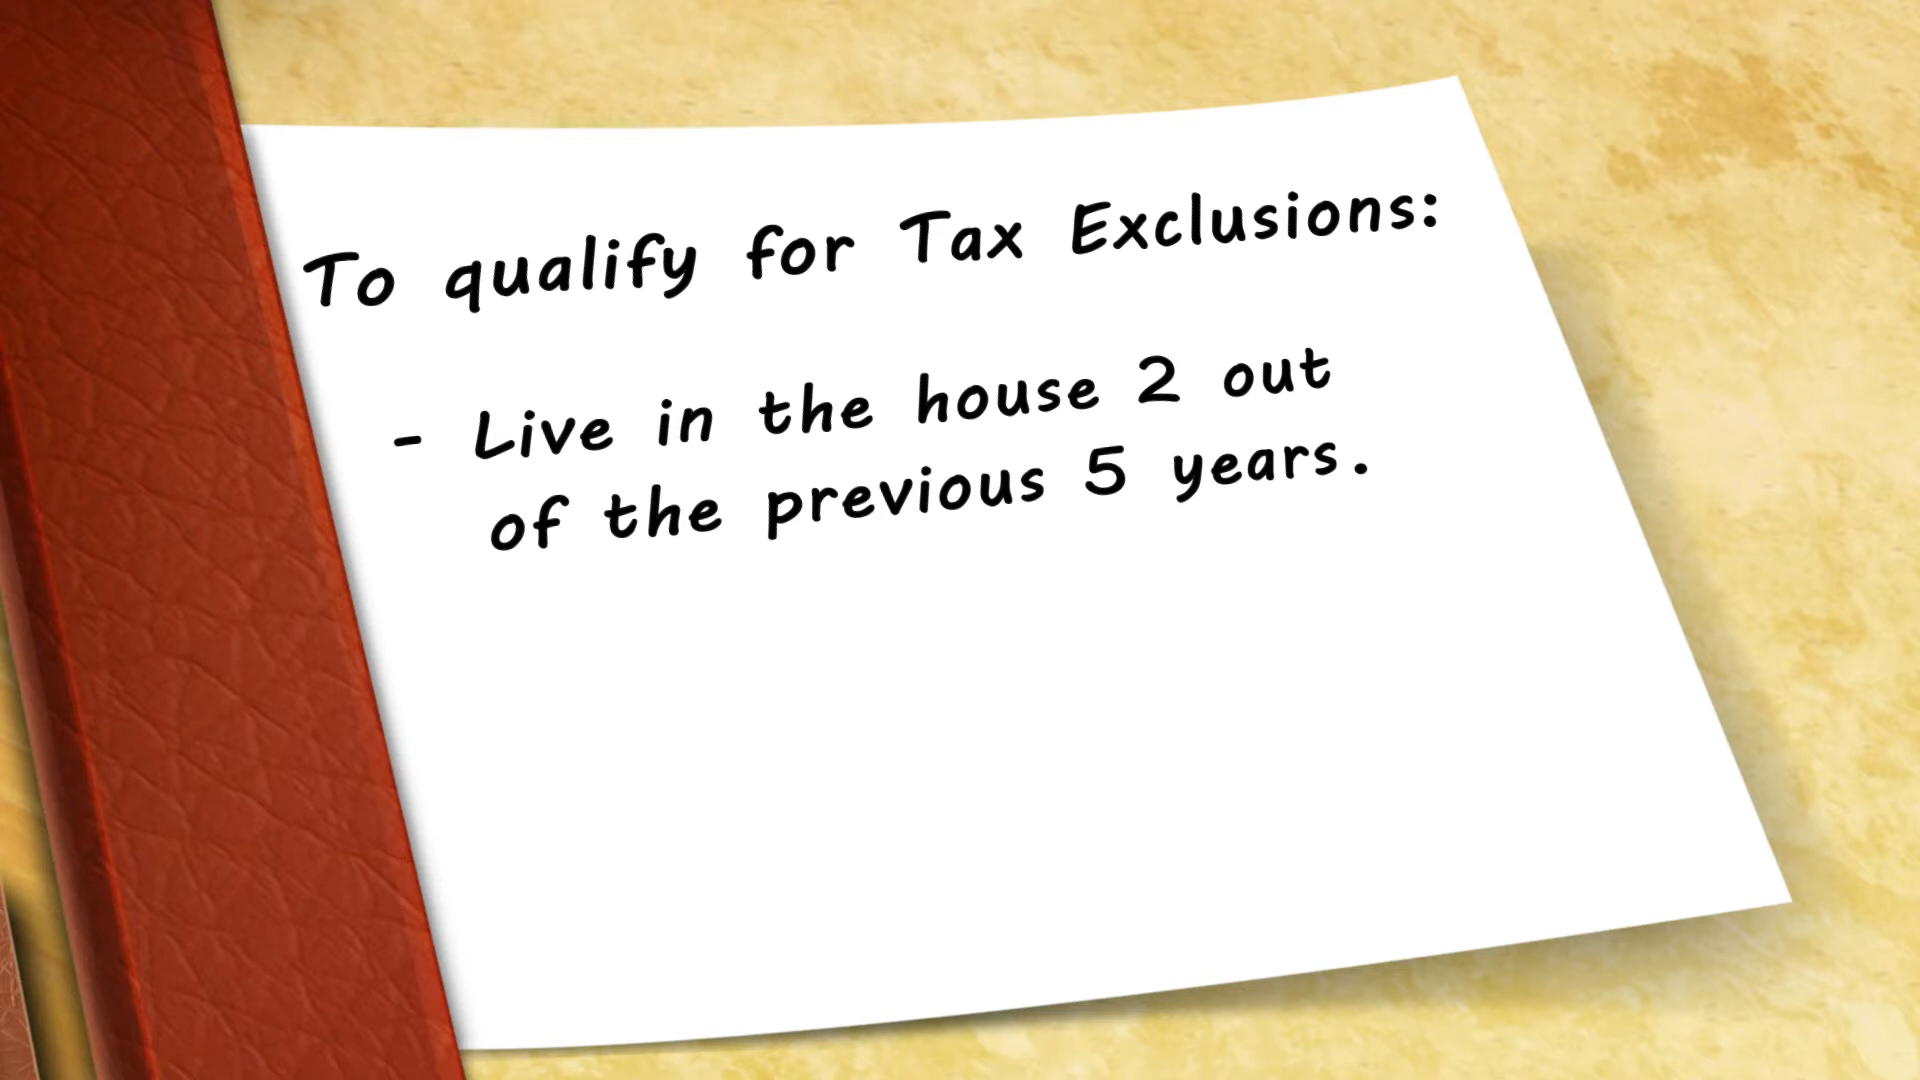 To qualify for Tax Exclusions:
- Live in the house 2 out
of the previous 5 years.